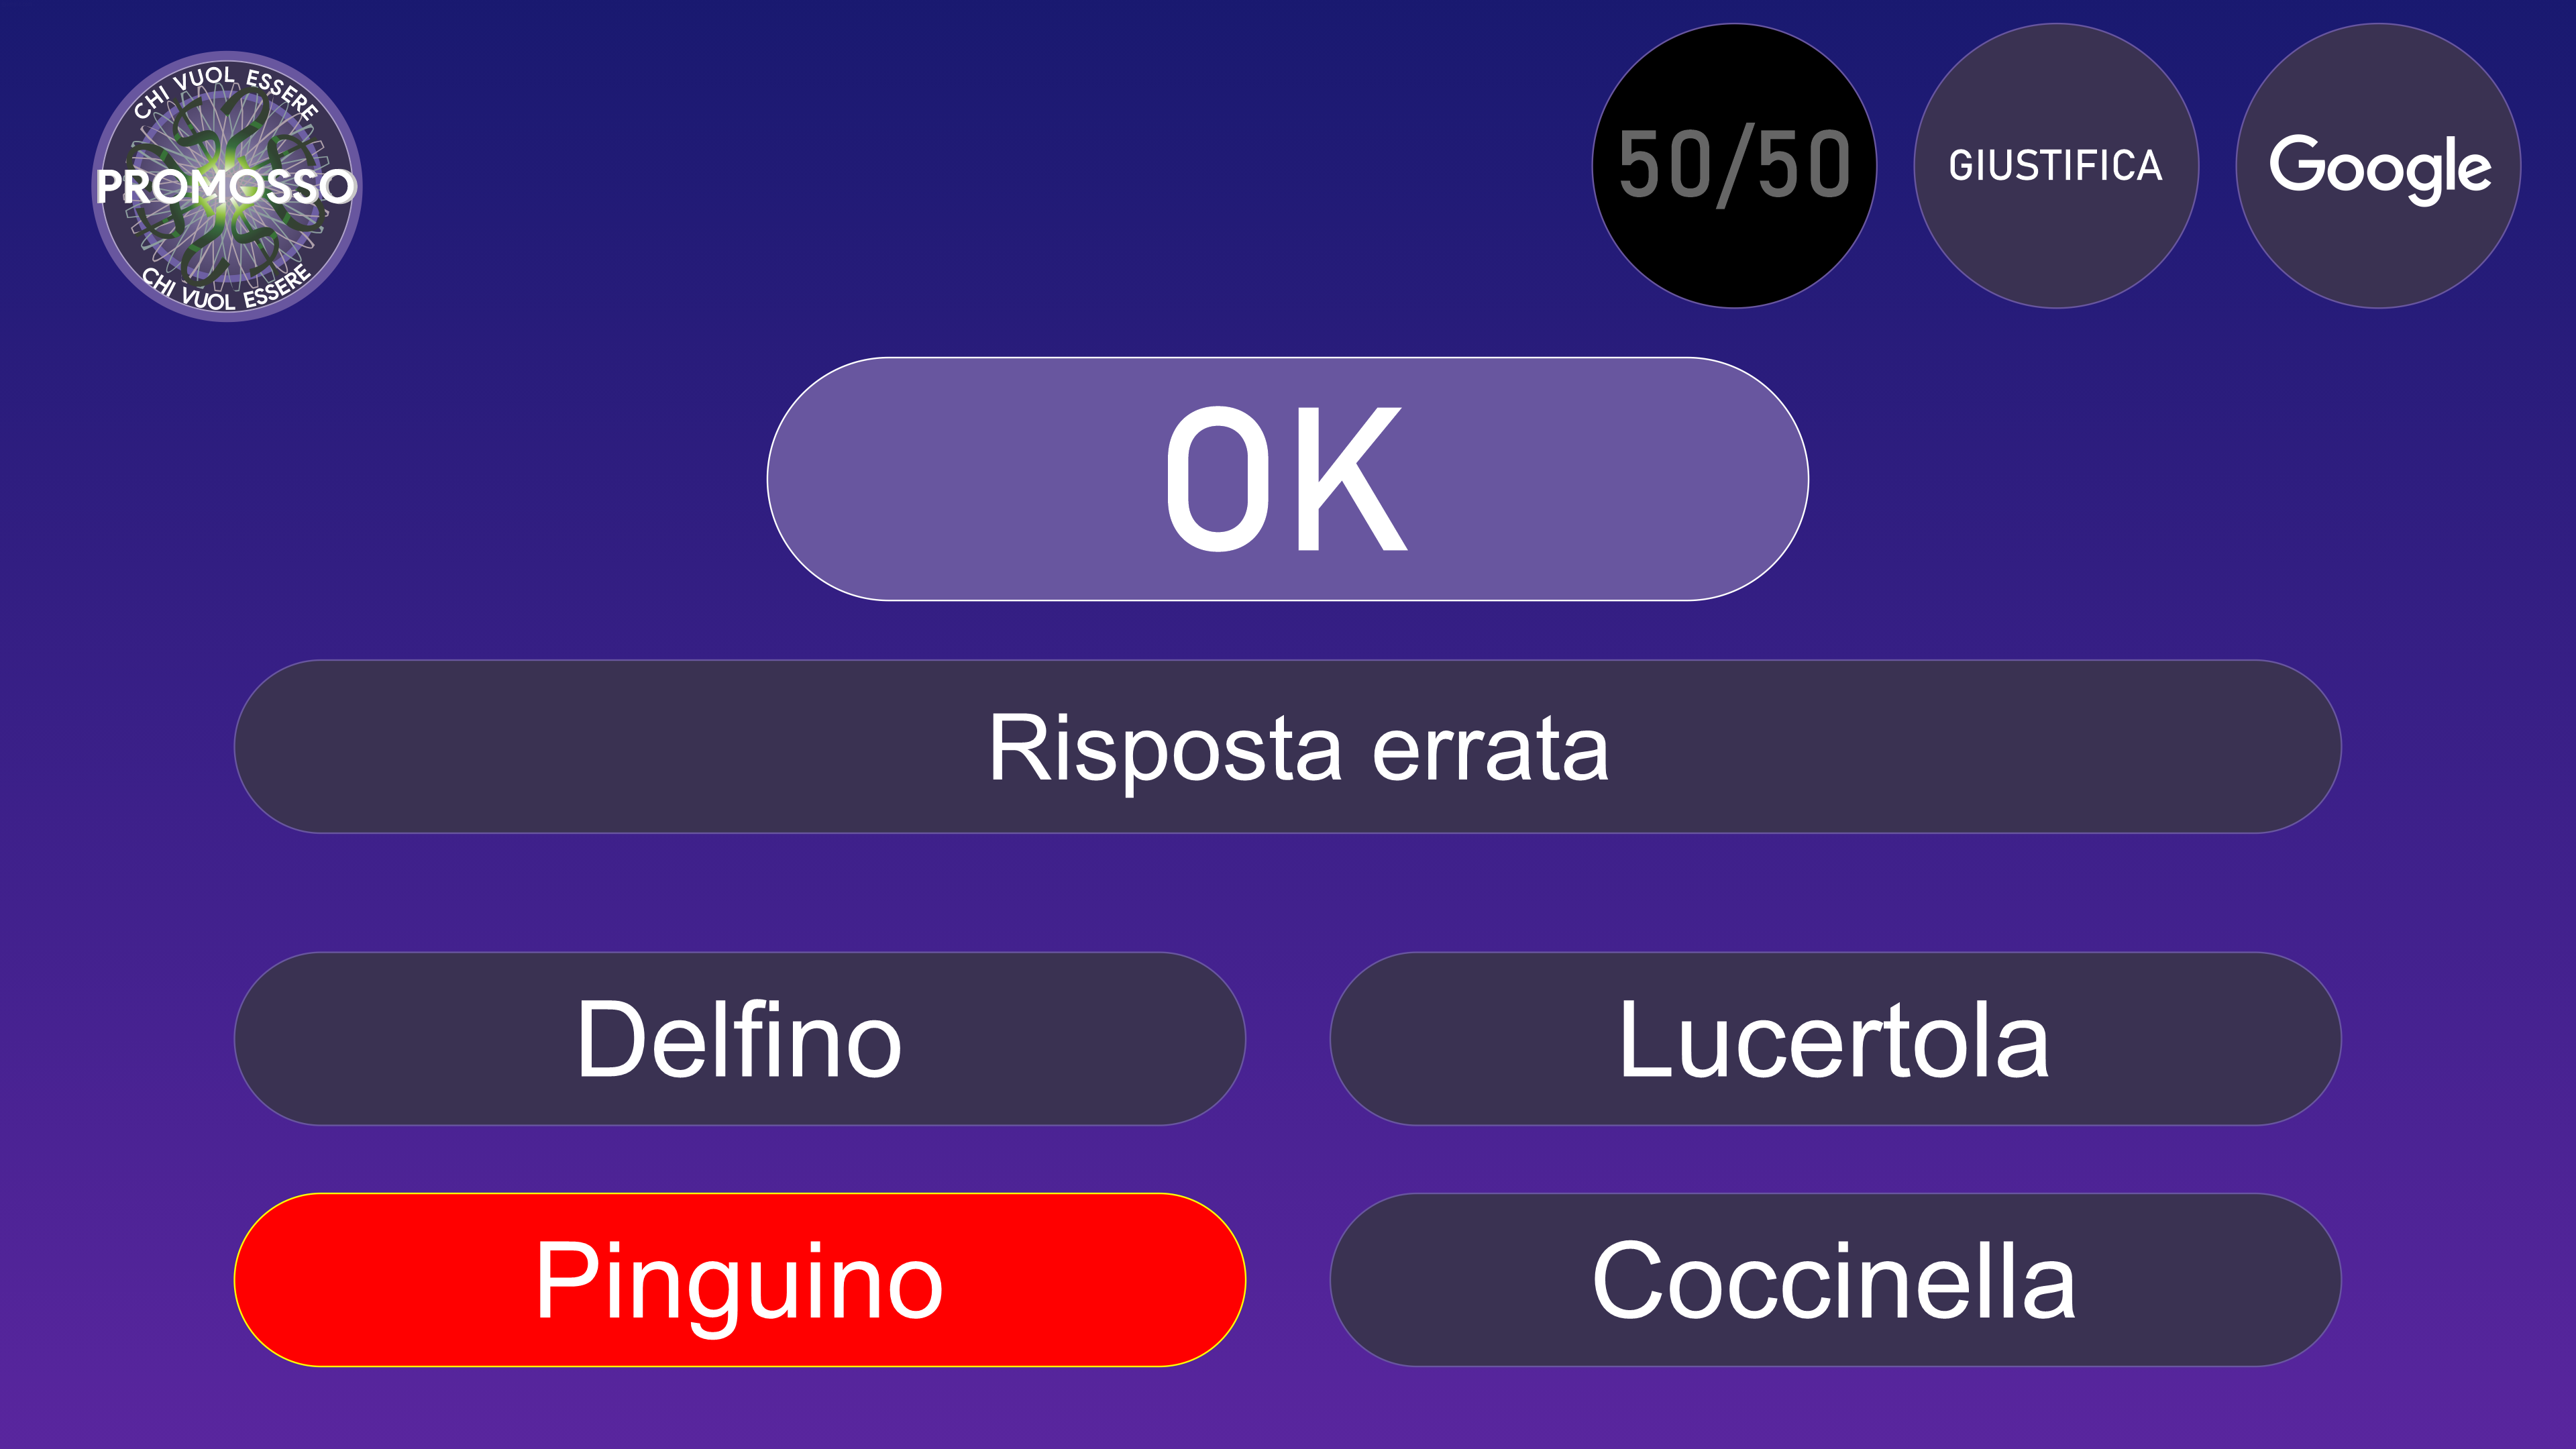 CHI VUOL ESSERE
PROMOSSO
CHI VUOL ESSERE
50/50
GIUSTIFICA
Google
OK
Risposta errata
Delfino
Lucertola
Pinguino
Coccinella